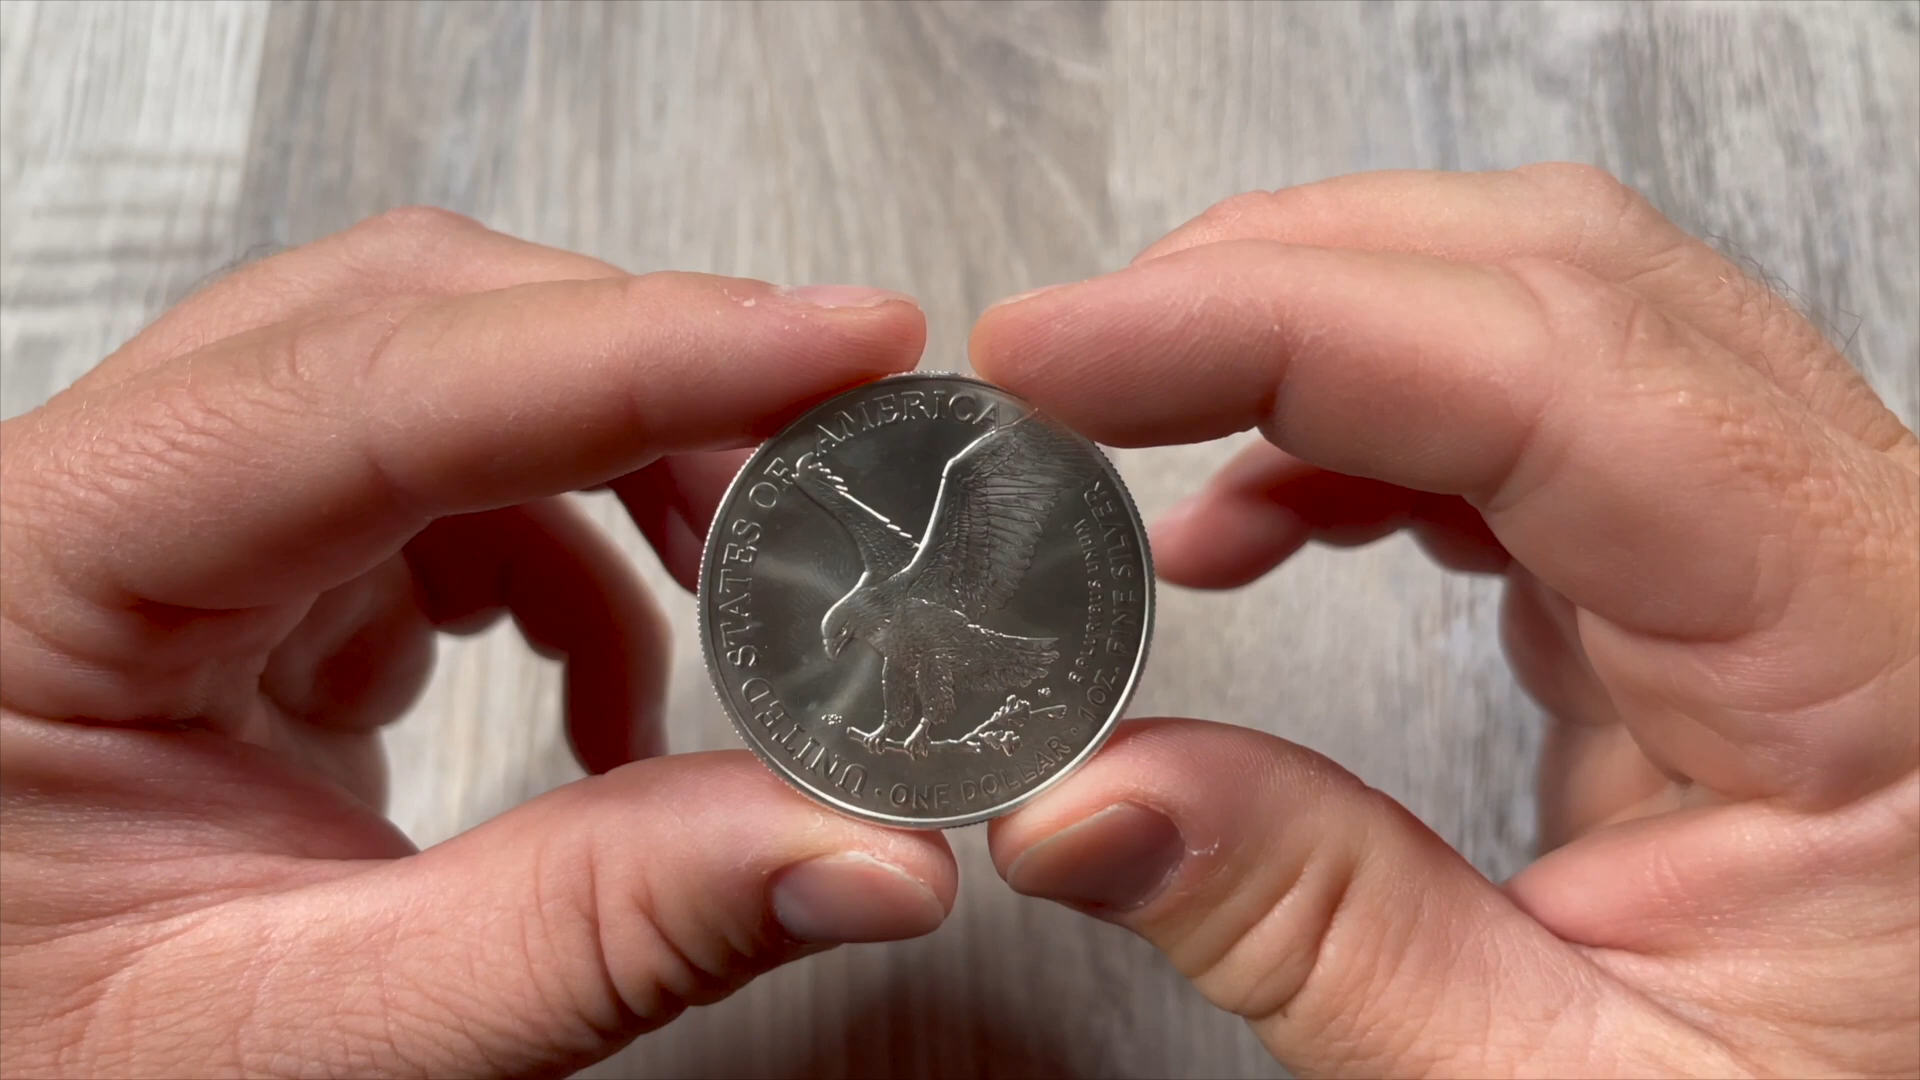 UNITED STATES OF AMERICA
E PLURIBUS UNUM
· ONE DOLLAR · 1 OZ. FINE SILVER